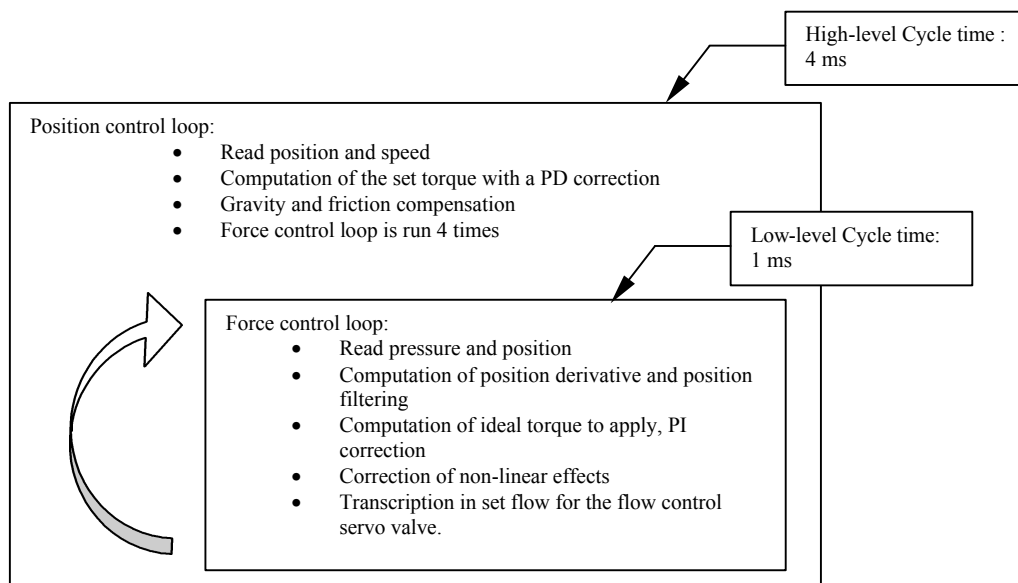 High-level Cycle time :
4 ms
Position control loop:
• Read position and speed
• Computation of the set torque with a PD correction
• Gravity and friction compensation
• Force control loop is run 4 times
Low-level Cycle time:
1 ms
Force control loop:
• Read pressure and position
• Computation of position derivative and position
filtering
• Computation of ideal torque to apply, PI
correction
• Correction of non-linear effects
• Transcription in set flow for the flow control
servo valve.